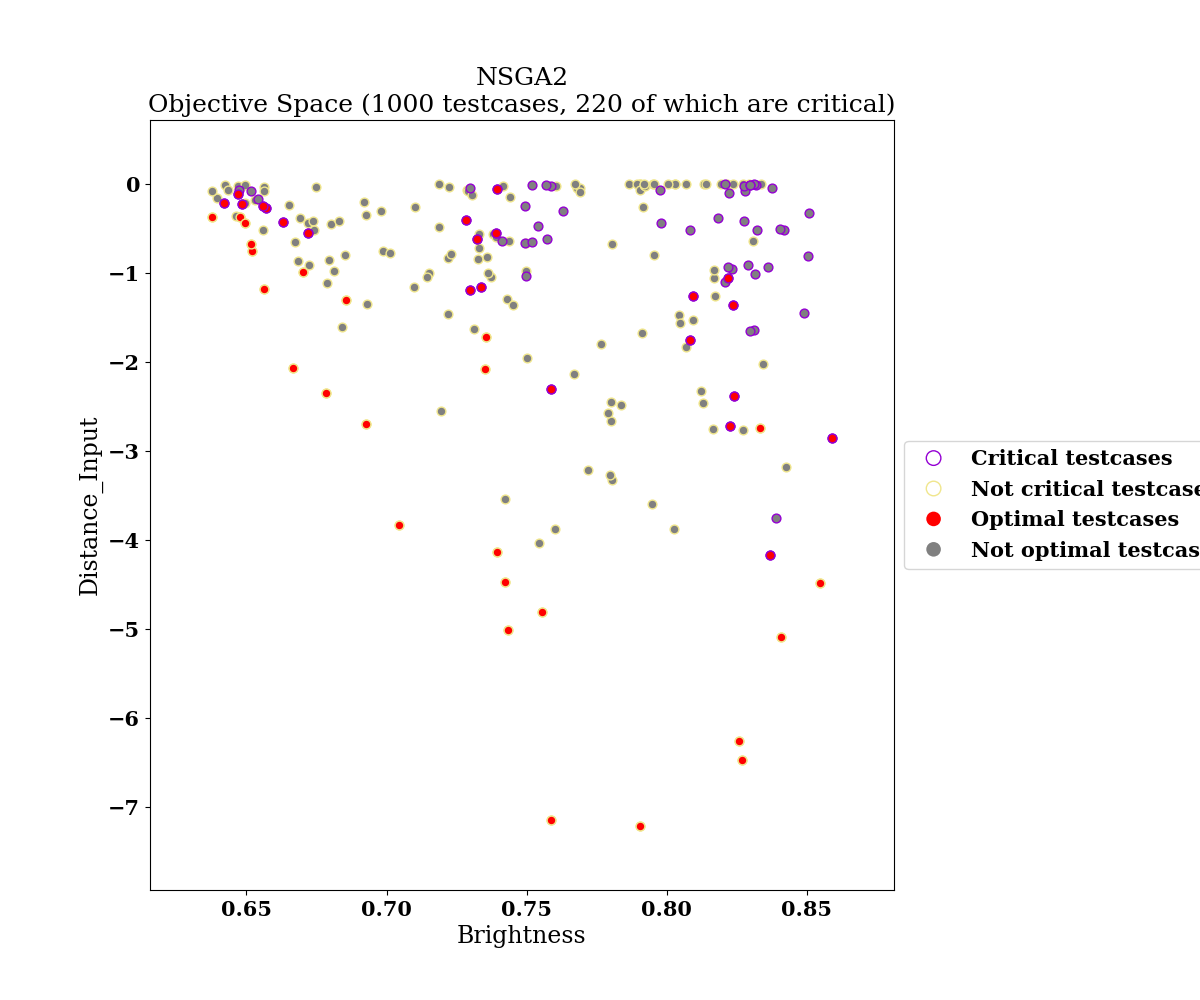 NSGA2
Objective Space (1000 testcases, 220 of which are critical)
0
−1
−2
−3
−4
−5
−6
−7
Distance_Input
0.65 0.70 0.75 0.80 0.85
Brightness
Critical testcases
Not critical testcase
Optimal testcases
Not optimal testcas